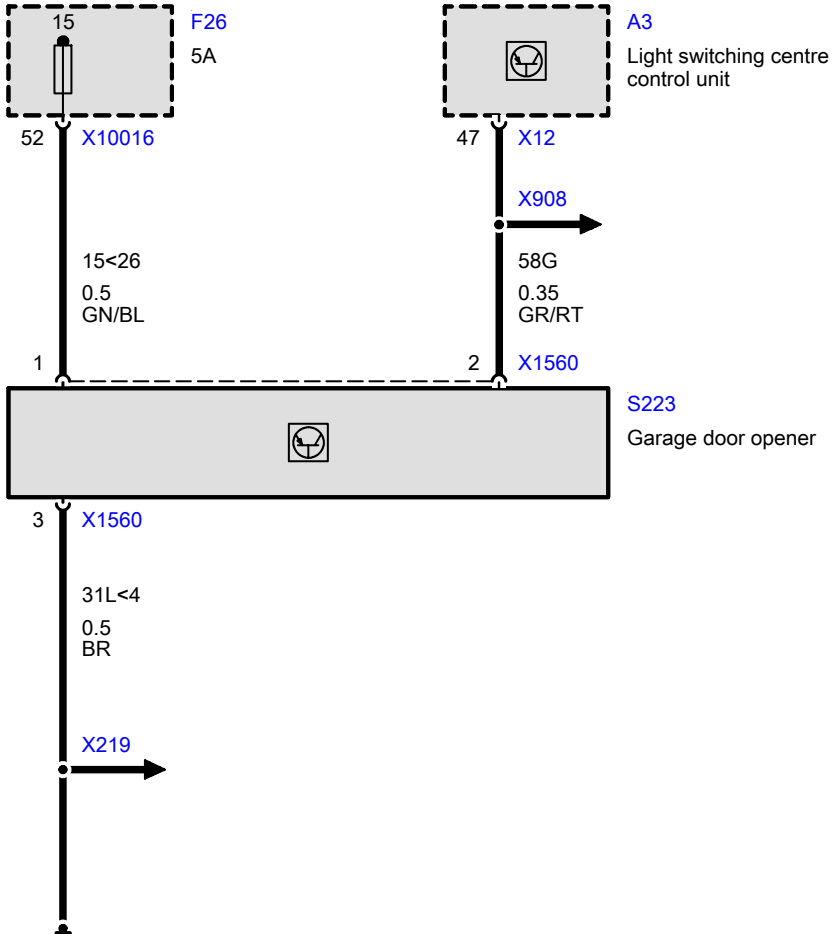 15
F26
5A
A3
Light switching centre
control unit
52
X10016
47
X12
X908
15<26
0.5
GN/BL
58G
0.35
GR/RT
1
2
X1560
S223
Garage door opener
3
X1560
31L<4
0.5
BR
X219